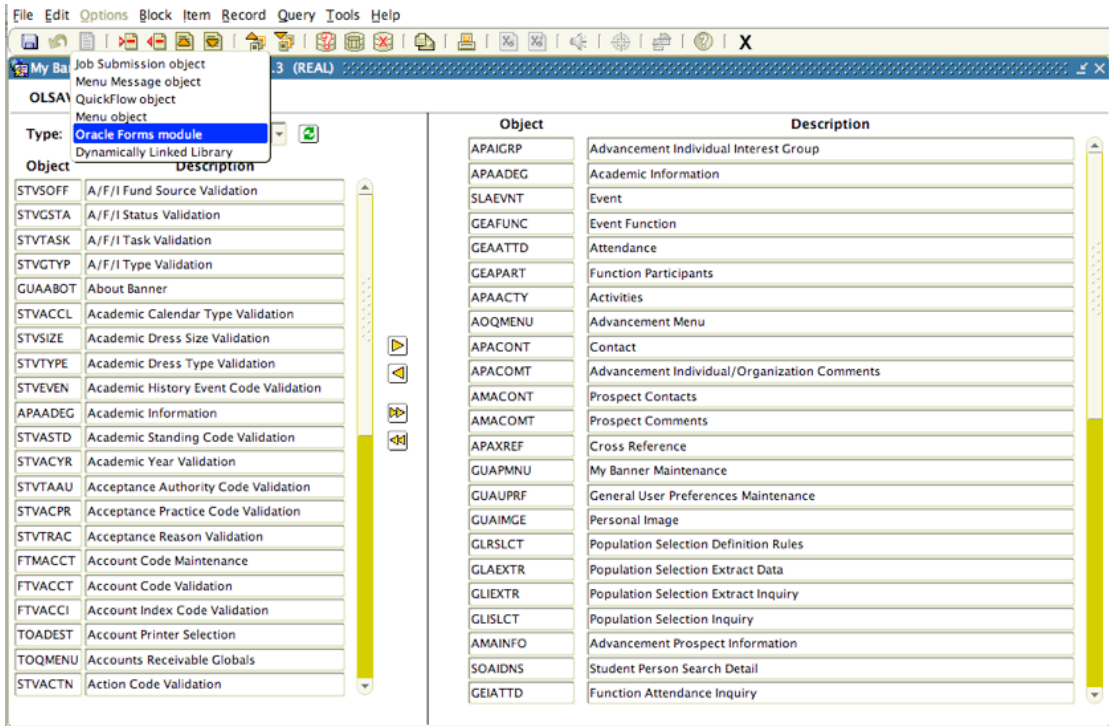 File Edit Options Block Item Record Query Tools Help
X
My Ba .3 (REAL)
Job Submission object
Menu Message object
QuickFlow object
Menu object
Oracle Forms module
Dynamically Linked Library
Type:
Object Description
STVSOFF A/F/I Fund Source Validation
STVGSTA A/F/I Status Validation
STVTASK A/F/I Task Validation
STVGTYP A/F/I Type Validation
GUAABOT About Banner
STVACCL Academic Calendar Type Validation
STVSIZE Academic Dress Size Validation
STVTYPE Academic Dress Type Validation
STVEVEN Academic History Event Code Validation
APAADEG Academic Information
STVASTD Academic Standing Code Validation
STVACYR Academic Year Validation
STVTAAU Acceptance Authority Code Validation
STVACPR Acceptance Practice Code Validation
STVTRAC Acceptance Reason Validation
FTMACCT Account Code Maintenance
FTVACCT Account Code Validation
FTVACCI Account Index Code Validation
TOADEST Account Printer Selection
TOQMENU Accounts Receivable Globals
STVACTN Action Code Validation
Object Description
APAIGRP Advancement Individual Interest Group
APAADEG Academic Information
SLAEVNT Event
GEAFUNC Event Function
GEAATTD Attendance
GEAPART Function Participants
APAACTY Activities
AOQMENU Advancement Menu
APACONT Contact
APACOMT Advancement Individual/Organization Comments
AMACONT Prospect Contacts
AMACOMT Prospect Comments
APAXREF Cross Reference
GUAPMNU My Banner Maintenance
GUAUPRF General User Preferences Maintenance
GUAIMGE Personal Image
GLRSLCT Population Selection Definition Rules
GLAEXTR Population Selection Extract Data
GLIEXTR Population Selection Extract Inquiry
GLISLCT Population Selection Inquiry
AMAINFO Advancement Prospect Information
SOAIDNS Student Person Search Detail
GEIATTD Function Attendance Inquiry